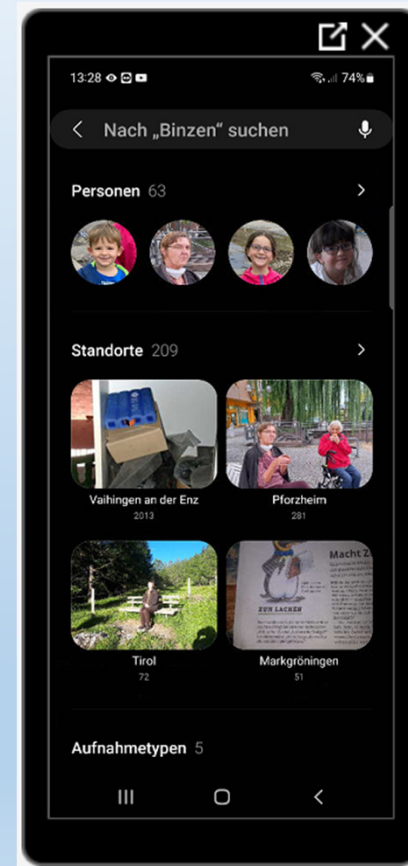 13:28
74%
Nach „Binzen“ suchen
Personen 63
Standorte 209
Vaihingen an der Enz
2013
Pforzheim
281
Macht Z
ZUM LACHEN
Tirol
72
Markgröningen
51
Aufnahmetypen 5